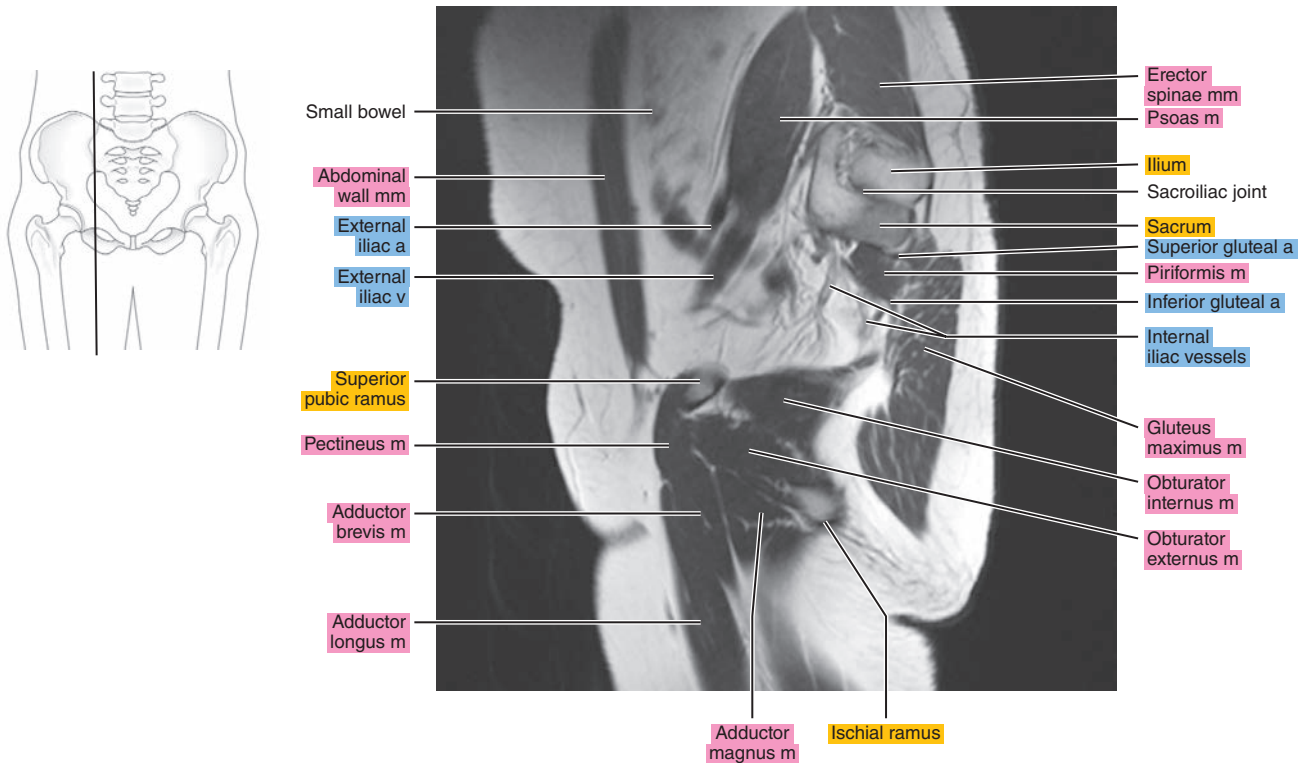 Small bowel
Abdominal
wall mm
External
iliac a
External
iliac v
Superior
pubic ramus
Pectineus m
Adductor
brevis m
Adductor
longus m
Erector
spinae mm
Psoas m
Ilium
Sacroiliac joint
Sacrum
Superior gluteal a
Piriformis m
Inferior gluteal a
Internal
iliac vessels
Gluteus
maximus m
Obturator
internus m
Obturator
externus m
Adductor
magnus m
Ischial ramus